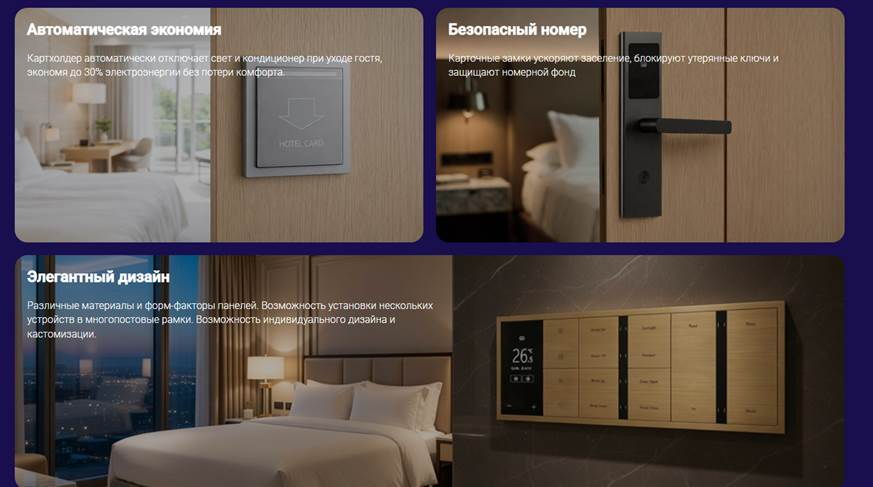 Автоматическая экономия
Картхолдер автоматически отключает свет и кондиционер при уходе гостя,
экономя до 30% электроэнергии без потери комфорта.
HOTEL CARD
Безопасный номер
Карточные замки ускоряют заселение, блокируют утерянные ключи и
защищают номерной фонд
Элегантный дизайн
Различные материалы и форм-факторы панелей. Возможность установки нескольких
устройств в многопостовые рамки. Возможность индивидуального дизайна и
кастомизации.
26